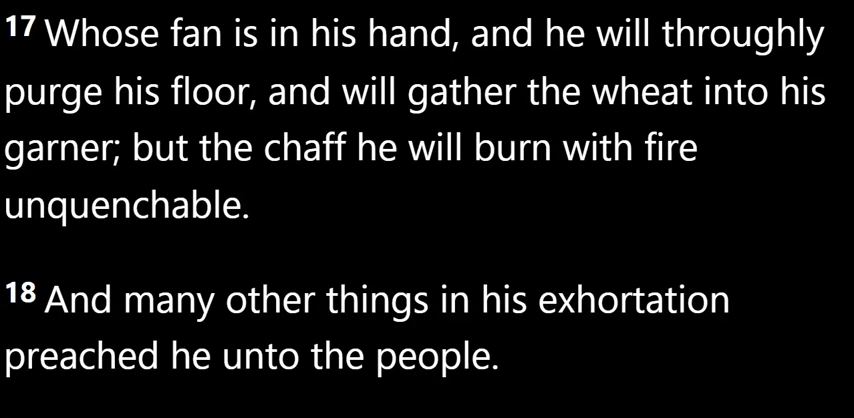 17 Whose fan is in his hand, and he will throughly
purge his floor, and will gather the wheat into his
garner; but the chaff he will burn with fire
unquenchable.
18 And many other things in his exhortation
preached he unto the people.